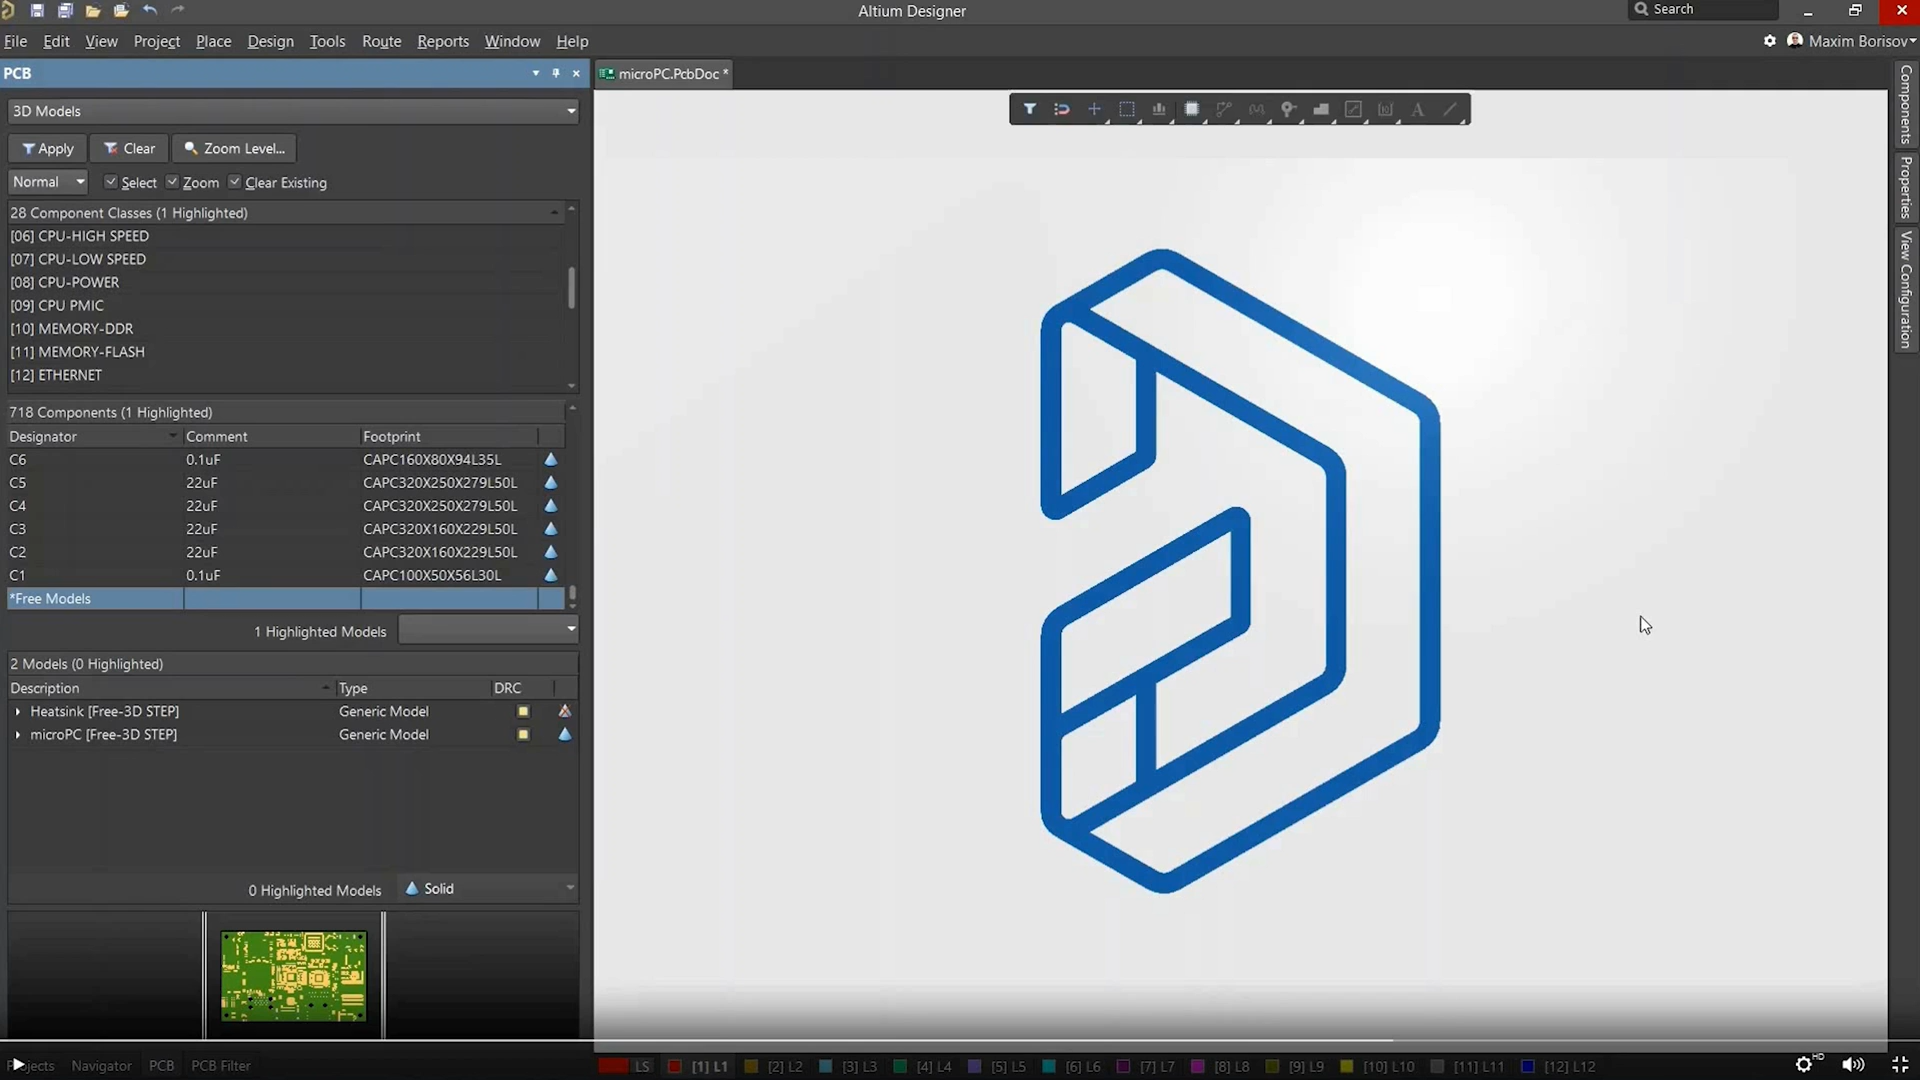 Altium Designer
Search
File Edit View Project Place Design Tools Route Reports Window Help
Maxim Borisov
PCB
microPC.PcbDoc *
3D Models
Apply Clear Zoom Level...
Normal Select Zoom Clear Existing
28 Component Classes (1 Highlighted)
[06] CPU-HIGH SPEED
[07] CPU-LOW SPEED
[08] CPU-POWER
[09] CPU PMIC
[10] MEMORY-DDR
[11] MEMORY-FLASH
[12] ETHERNET
718 Components (1 Highlighted)
Designator Comment Footprint
C6 0.1uF CAPC160X80X94L35L
C5 22uF CAPC320X250X279L50L
C4 22uF CAPC320X250X279L50L
C3 22uF CAPC320X160X229L50L
C2 22uF CAPC320X160X229L50L
C1 0.1uF CAPC100X50X56L30L
*Free Models
1 Highlighted Models
2 Models (0 Highlighted)
Description Type DRC
Heatsink [Free-3D STEP] Generic Model
microPC [Free-3D STEP] Generic Model
0 Highlighted Models Solid
Components
Properties
View Configuration
ojects Navigator PCB PCB Filter
LS [1] L1 [2] L2 [3] L3 [4] L4 [5] L5 [6] L6 [7] L7 [8] L8 [9] L9 [10] L10 [11] L11 [12] L12
HD